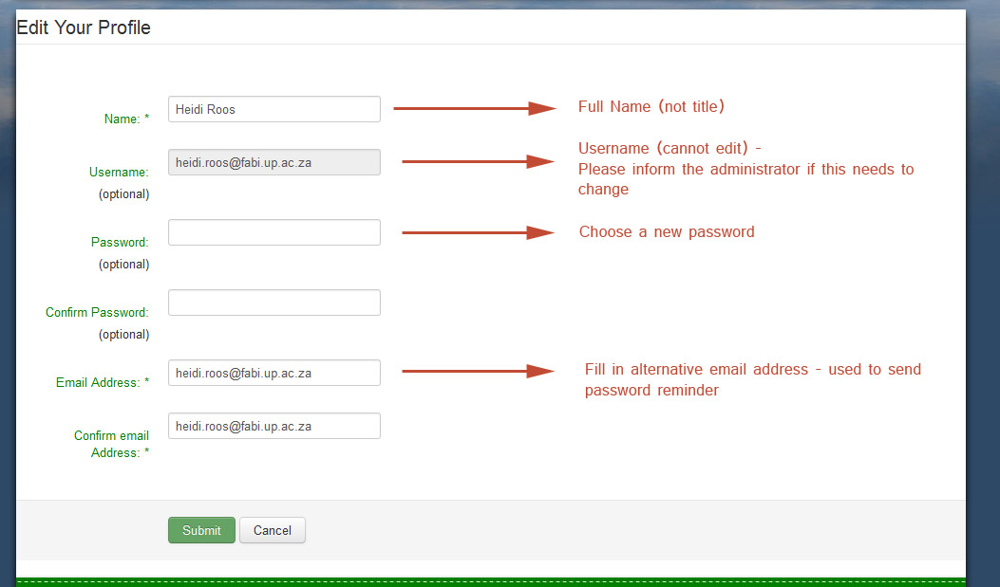 Edit Your Profile
Name: *
Heidi Roos
Full Name (not title)
Username:
(optional)
heidi.roos@fabi.up.ac.za
Username (cannot edit) -
Please inform the administrator if this needs to
change
Password:
(optional)
Choose a new password
Confirm Password:
(optional)
Email Address: *
heidi.roos@fabi.up.ac.za
Fill in alternative email address - used to send
password reminder
Confirm email
Address: *
heidi.roos@fabi.up.ac.za
Submit
Cancel